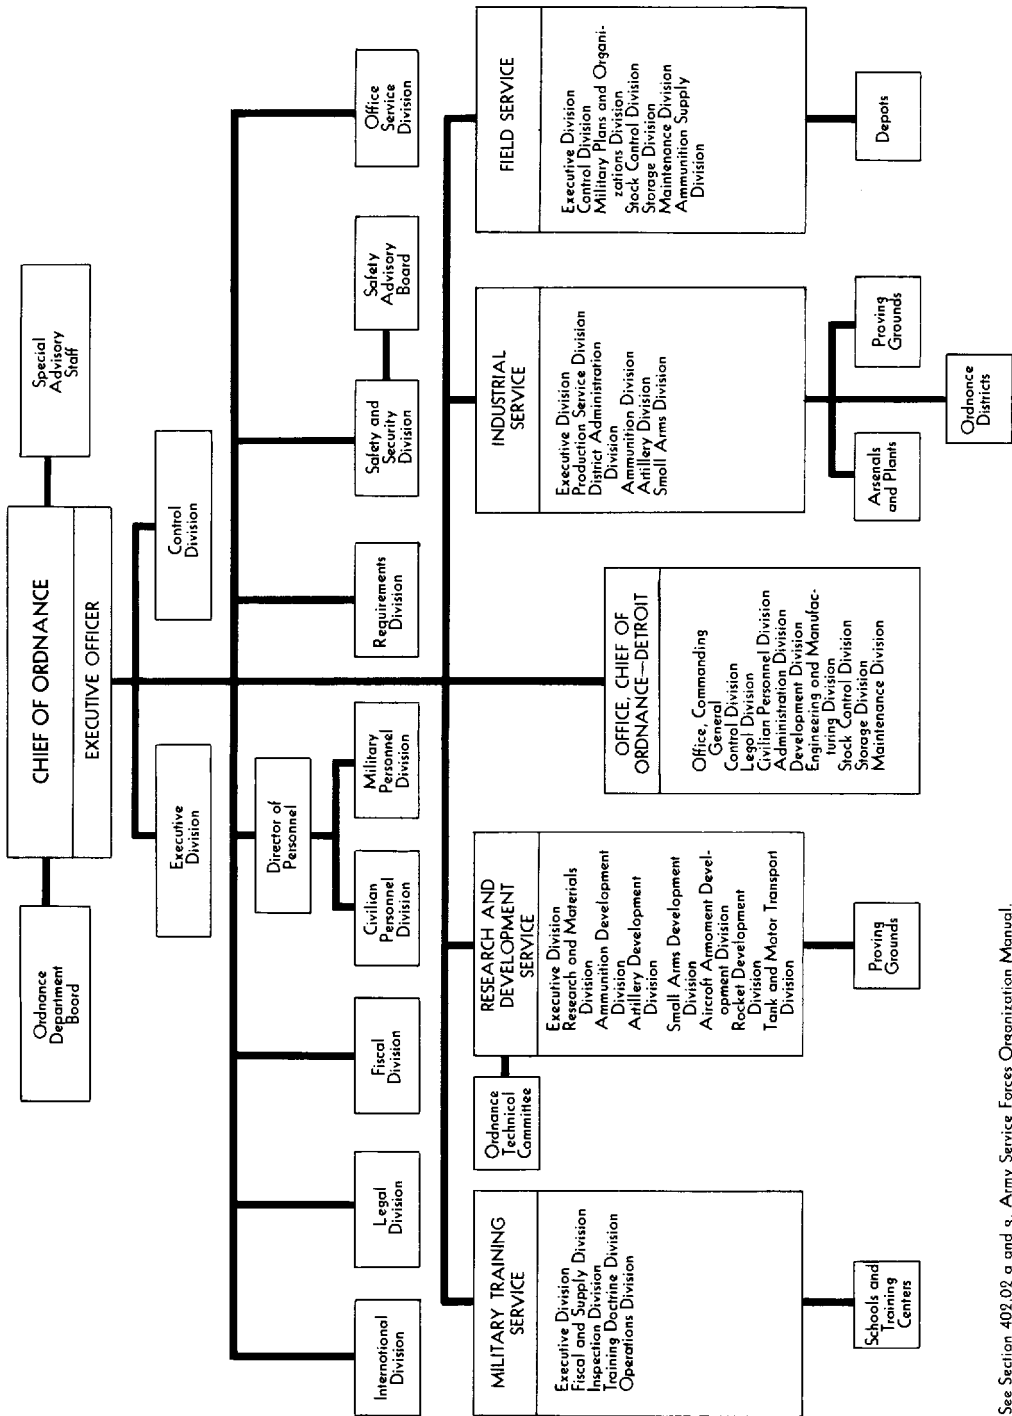 Ordnance
Department
Board
CHIEF OF ORDNANCE
EXECUTIVE OFFICER
Special
Advisory
Staff
Executive
Division
Control
Division
International
Division
Legal
Division
Fiscal
Division
Director of
Personnel
Civilian
Personnel
Division
Military
Personnel
Division
Requirements
Division
Safety and
Security
Division
Safety
Advisory
Board
Office
Service
Division
MILITARY TRAINING
SERVICE
Executive Division
Fiscal and Supply Division
Inspection Division
Training Doctrine Division
Operations Division
Schools and
Training
Centers
Ordnance
Technical
Committee
RESEARCH AND
DEVELOPMENT
SERVICE
Executive Division
Research and Materials
Division
Ammunition Development
Division
Artillery Development
Division
Small Arms Development
Division
Aircroft Armoment Devel-
opment Division
Rocket Development
Division
Tank and Motor Transport
Division
Proving
Grounds
OFFICE, CHIEF OF
ORDNANCE—DETROIT
Office, Commanding
General
Control Division
Legal Division
Civilian Personnel Division
Administration Division
Development Division
Engineering and Manufac-
turing Division
Stock Control Division
Storage Division
Maintenance Division
INDUSTRIAL
SERVICE
Executive Division
Production Service Division
District Administration
Division
Ammunition Division
Artillery Division
Small Arms Division
Arsenals
and Plants
Proving
Grounds
Ordnonce
Districts
FIELD SERVICE
Executive Division
Control Division
Military Plans and Organi-
zations Division
Stock Control Division
Storage Division
Maintenance Division
Ammunition Supply
Division
Depots
See Section 402.02 a and g. Army Service Forces Organization Manual.